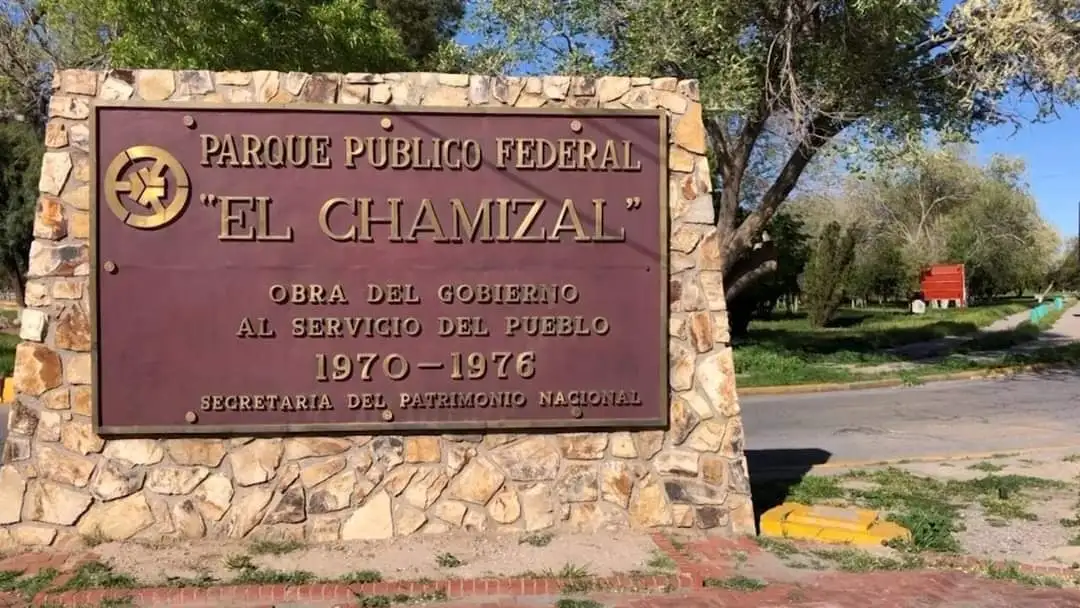 PARQUE PUBLICO FEDERAL
"EL CHAMIZAL"
OBRA DEL GOBIERNO
AL SERVICIO DEL PUEBLO
1970-1976
SECRETARIA DEL PATRIMONIO NACIONAL